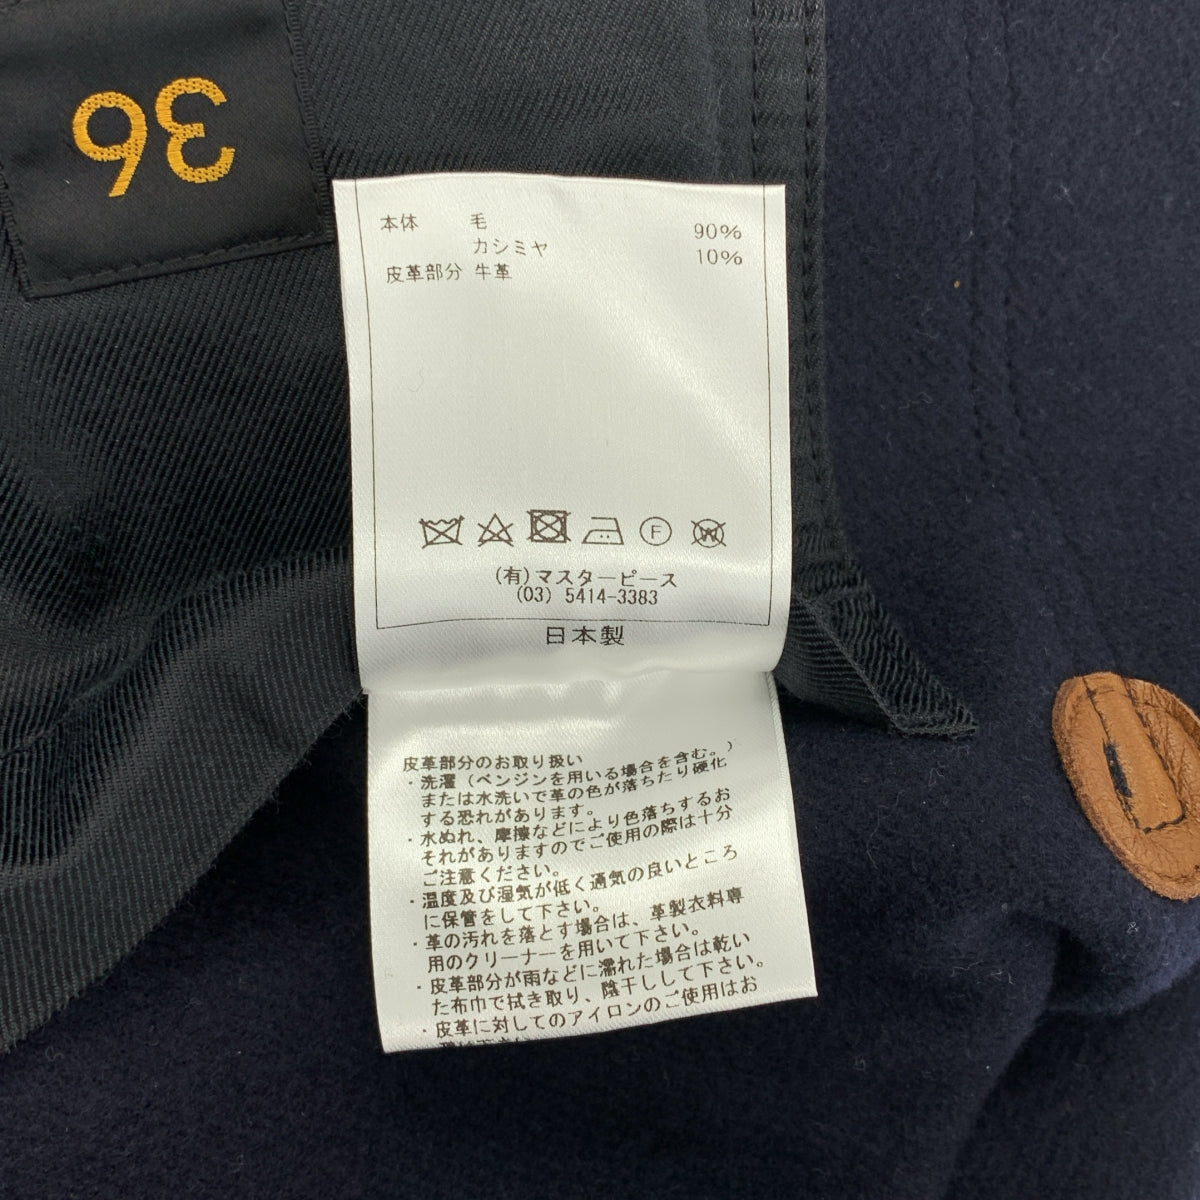 36
本体 毛 90%
カシミヤ 10%
皮革部分 牛革
F W
(有)マスターピース
(03) 5414-3383
日本製
皮革部分のお取り扱い
・洗濯(ベンジンを用いる場合を含む。)
または水洗いで革の色が落ちたり硬化
する恐れがあります。
・水ぬれ、摩擦などにより色落ちするお
それがありますのでご使用の際は十分
ご注意ください。
・温度及び湿気が低く通気の良いところ
に保管をして下さい。
・革の汚れを落とす場合は、革製衣料専
用のクリーナーを用いて下さい。
・皮革部分が雨などに濡れた場合は乾い
た布巾で拭き取り、陰干しして下さい。
・皮革に対してのアイロンのご使用はお